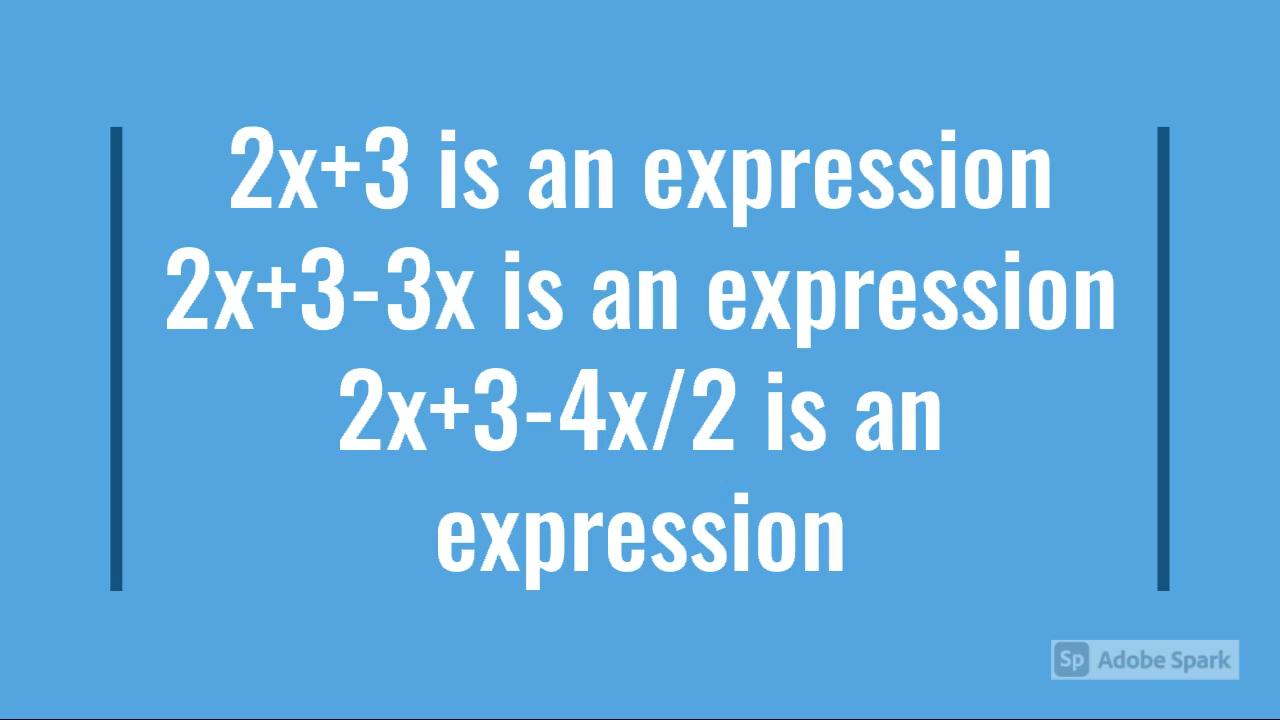 2x+3 is an expression
2x+3-3x is an expression
2x+3-4x/2 is an
expression
Sp Adobe Spark